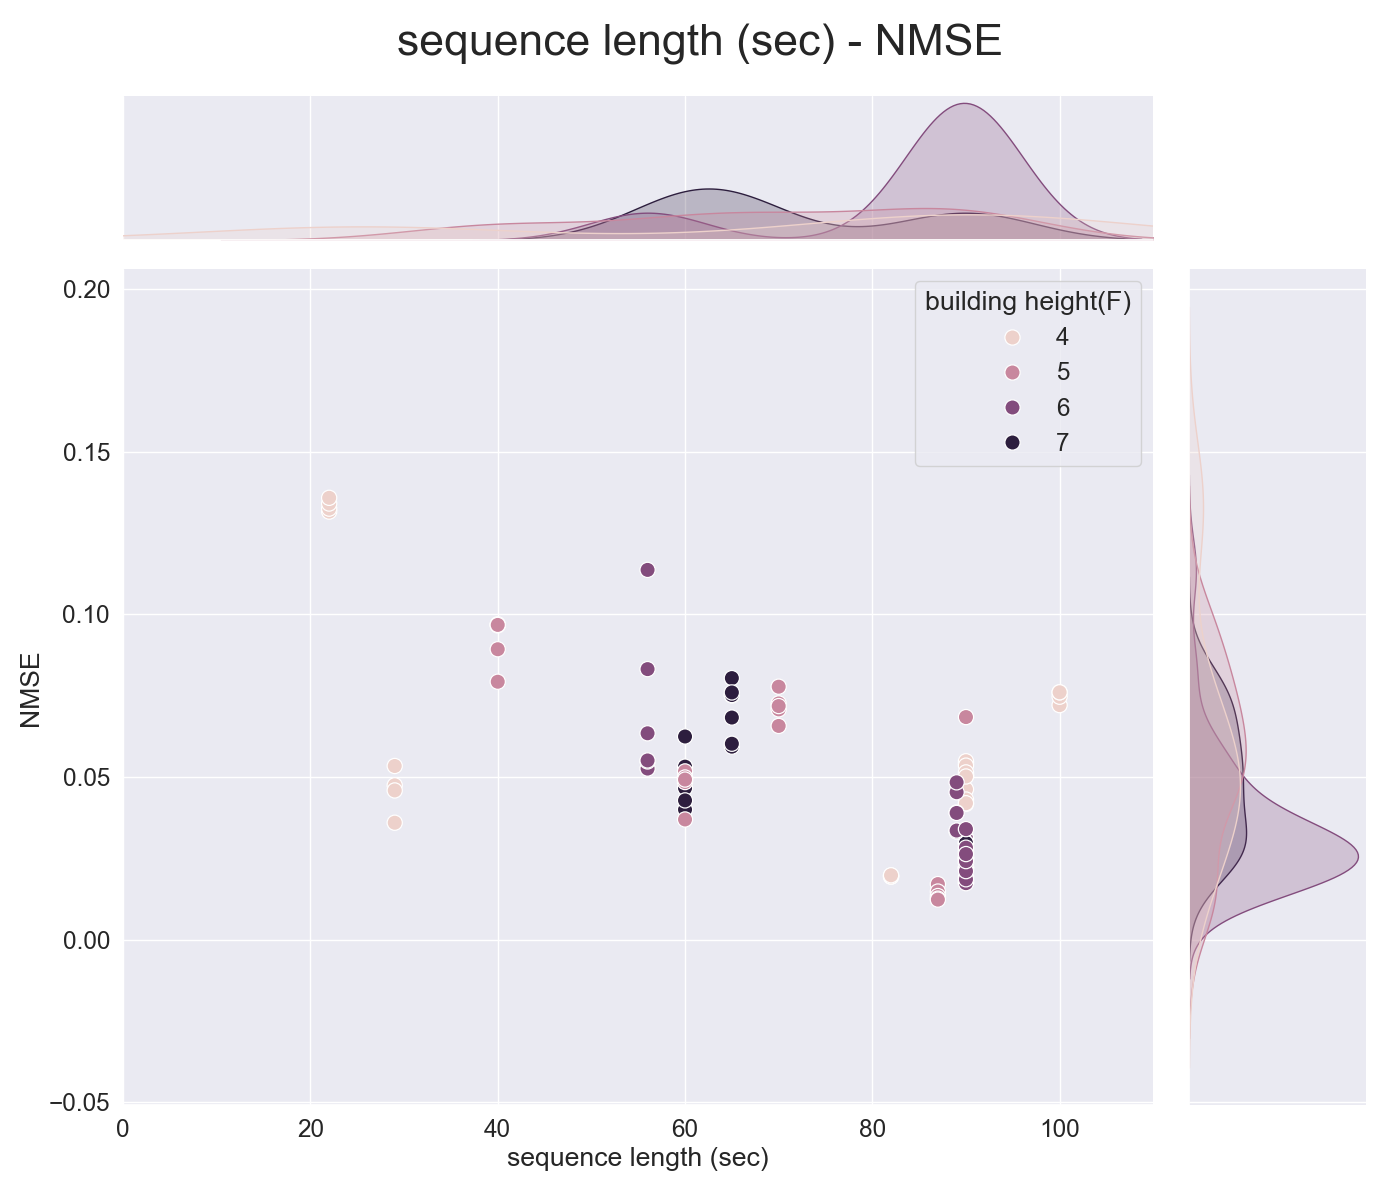 sequence length (sec) - NMSE
building height(F)
4
5
6
7
0.20
0.15
0.10
0.05
0.00
−0.05
NMSE
0 20 40 60 80 100
sequence length (sec)